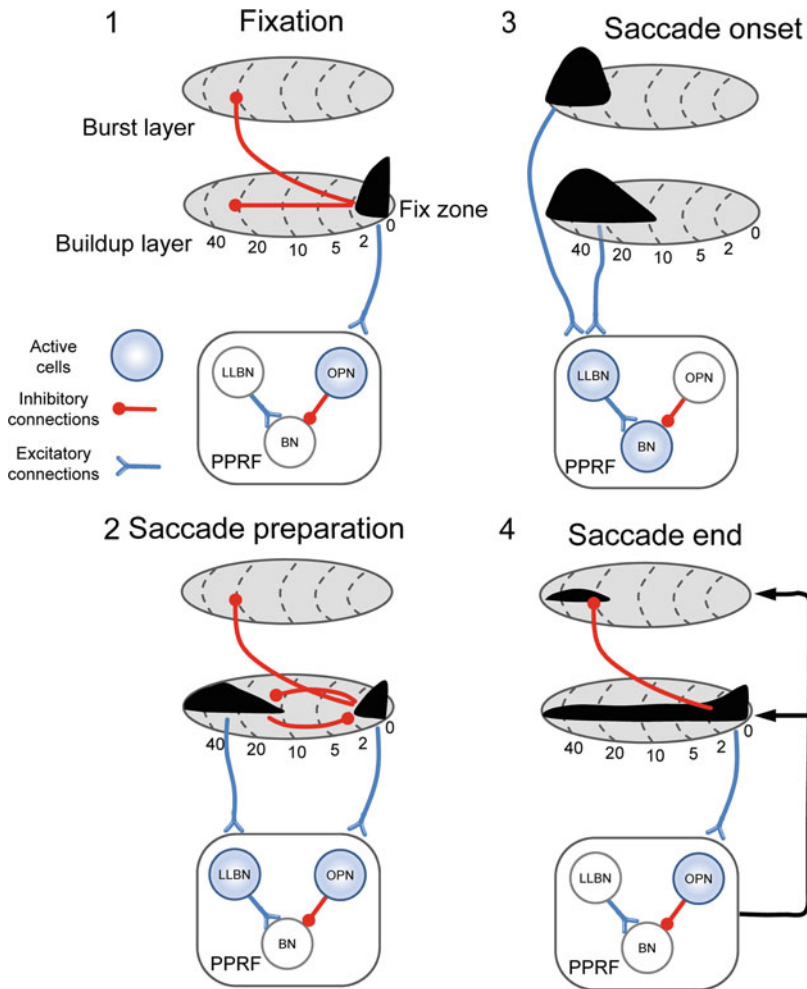 1 Fixation
Burst layer
Fix zone
Buildup layer
40 20 10 5 2 0
Active
cells
Inhibitory
connections
Excitatory
connections
LLBN OPN
BN
PPRF
3 Saccade onset
40 20 10 5 2 0
LLBN OPN
BN
PPRF
2 Saccade preparation
40 20 10 5 2 0
LLBN OPN
BN
PPRF
4 Saccade end
40 20 10 5 2 0
LLBN OPN
BN
PPRF